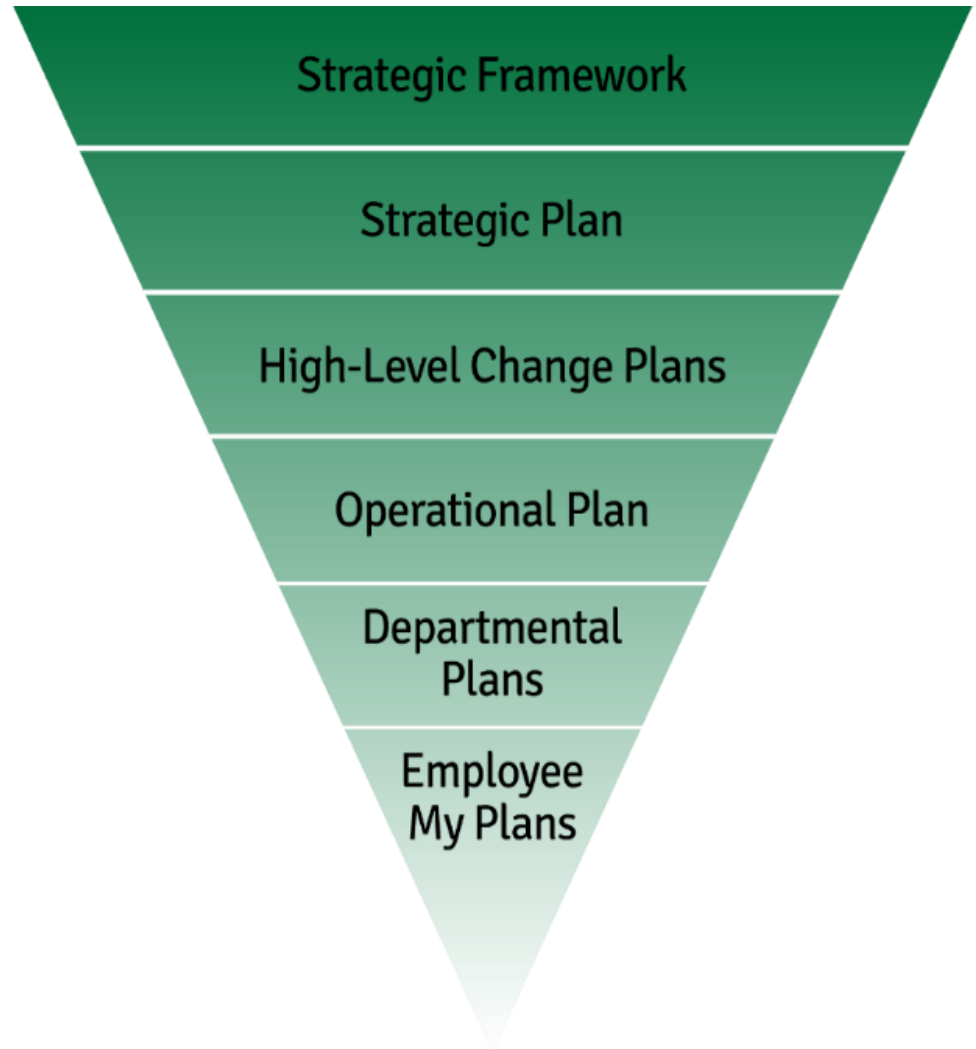 Strategic Framework
Strategic Plan
High-Level Change Plans
Operational Plan
Departmental
Plans
Employee
My Plans